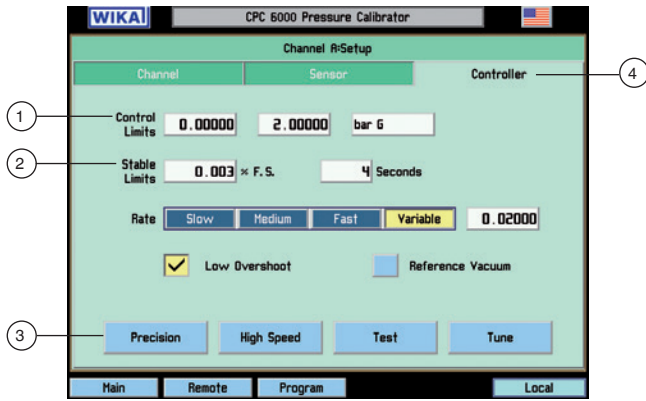 WIKAI
CPC 6000 Pressure Calibrator
Channel A:Setup
Channel Sensor Controller
4
1
Control Limits 0.00000 2.00000 bar G
2
Stable Limits 0.003 % F.S. 4 Seconds
Rate Slow Medium Fast Variable 0.02000
Low Overshoot Reference Vacuum
3
Precision High Speed Test Tune
Main Remote Program Local